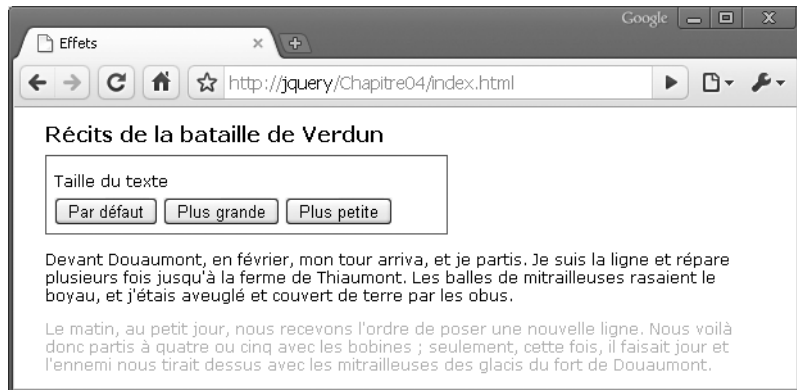 Google
Effets
http://jquery/Chapitre04/index.html
Récits de la bataille de Verdun
Taille du texte
Par défaut Plus grande Plus petite
Devant Douaumont, en février, mon tour arriva, et je partis. Je suis la ligne et répare
plusieurs fois jusqu'à la ferme de Thiaumont. Les balles de mitrailleuses rasaient le
boyau, et j'étais aveuglé et couvert de terre par les obus.
Le matin, au petit jour, nous recevons l'ordre de poser une nouvelle ligne. Nous voilà
donc partis à quatre ou cinq avec les bobines ; seulement, cette fois, il faisait jour et
l'ennemi nous tirait dessus avec les mitrailleuses des glacis du fort de Douaumont.